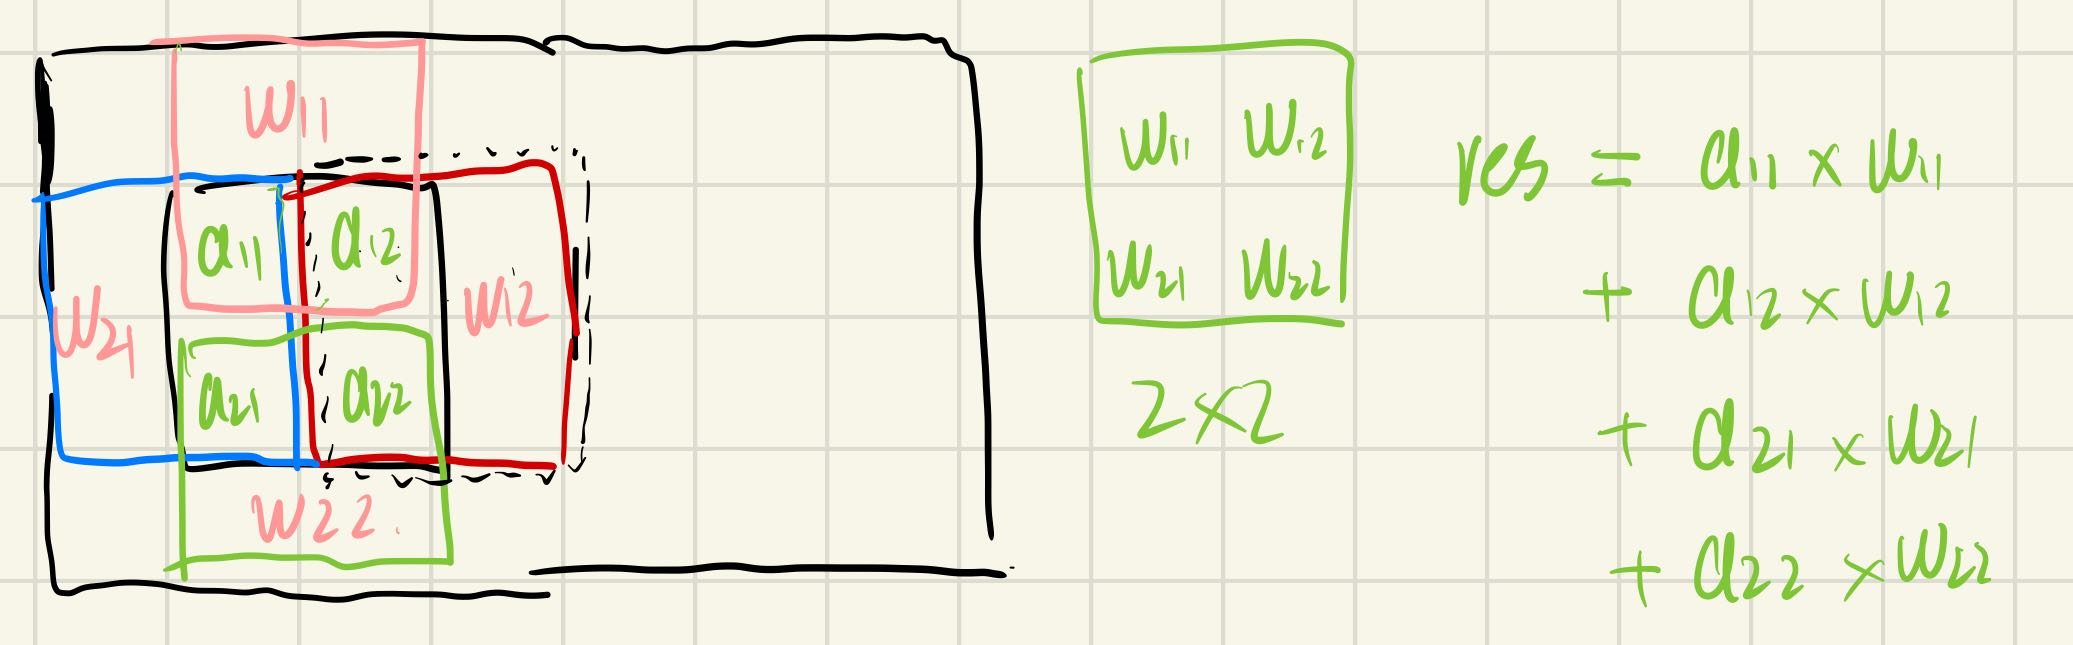 w11
a11 a12
w21 w12
a21 a22
w22
w11 w12
w21 w22
2×2
res = a11 × w11
+ a12 × w12
+ a21 × w21
+ a22 × w22